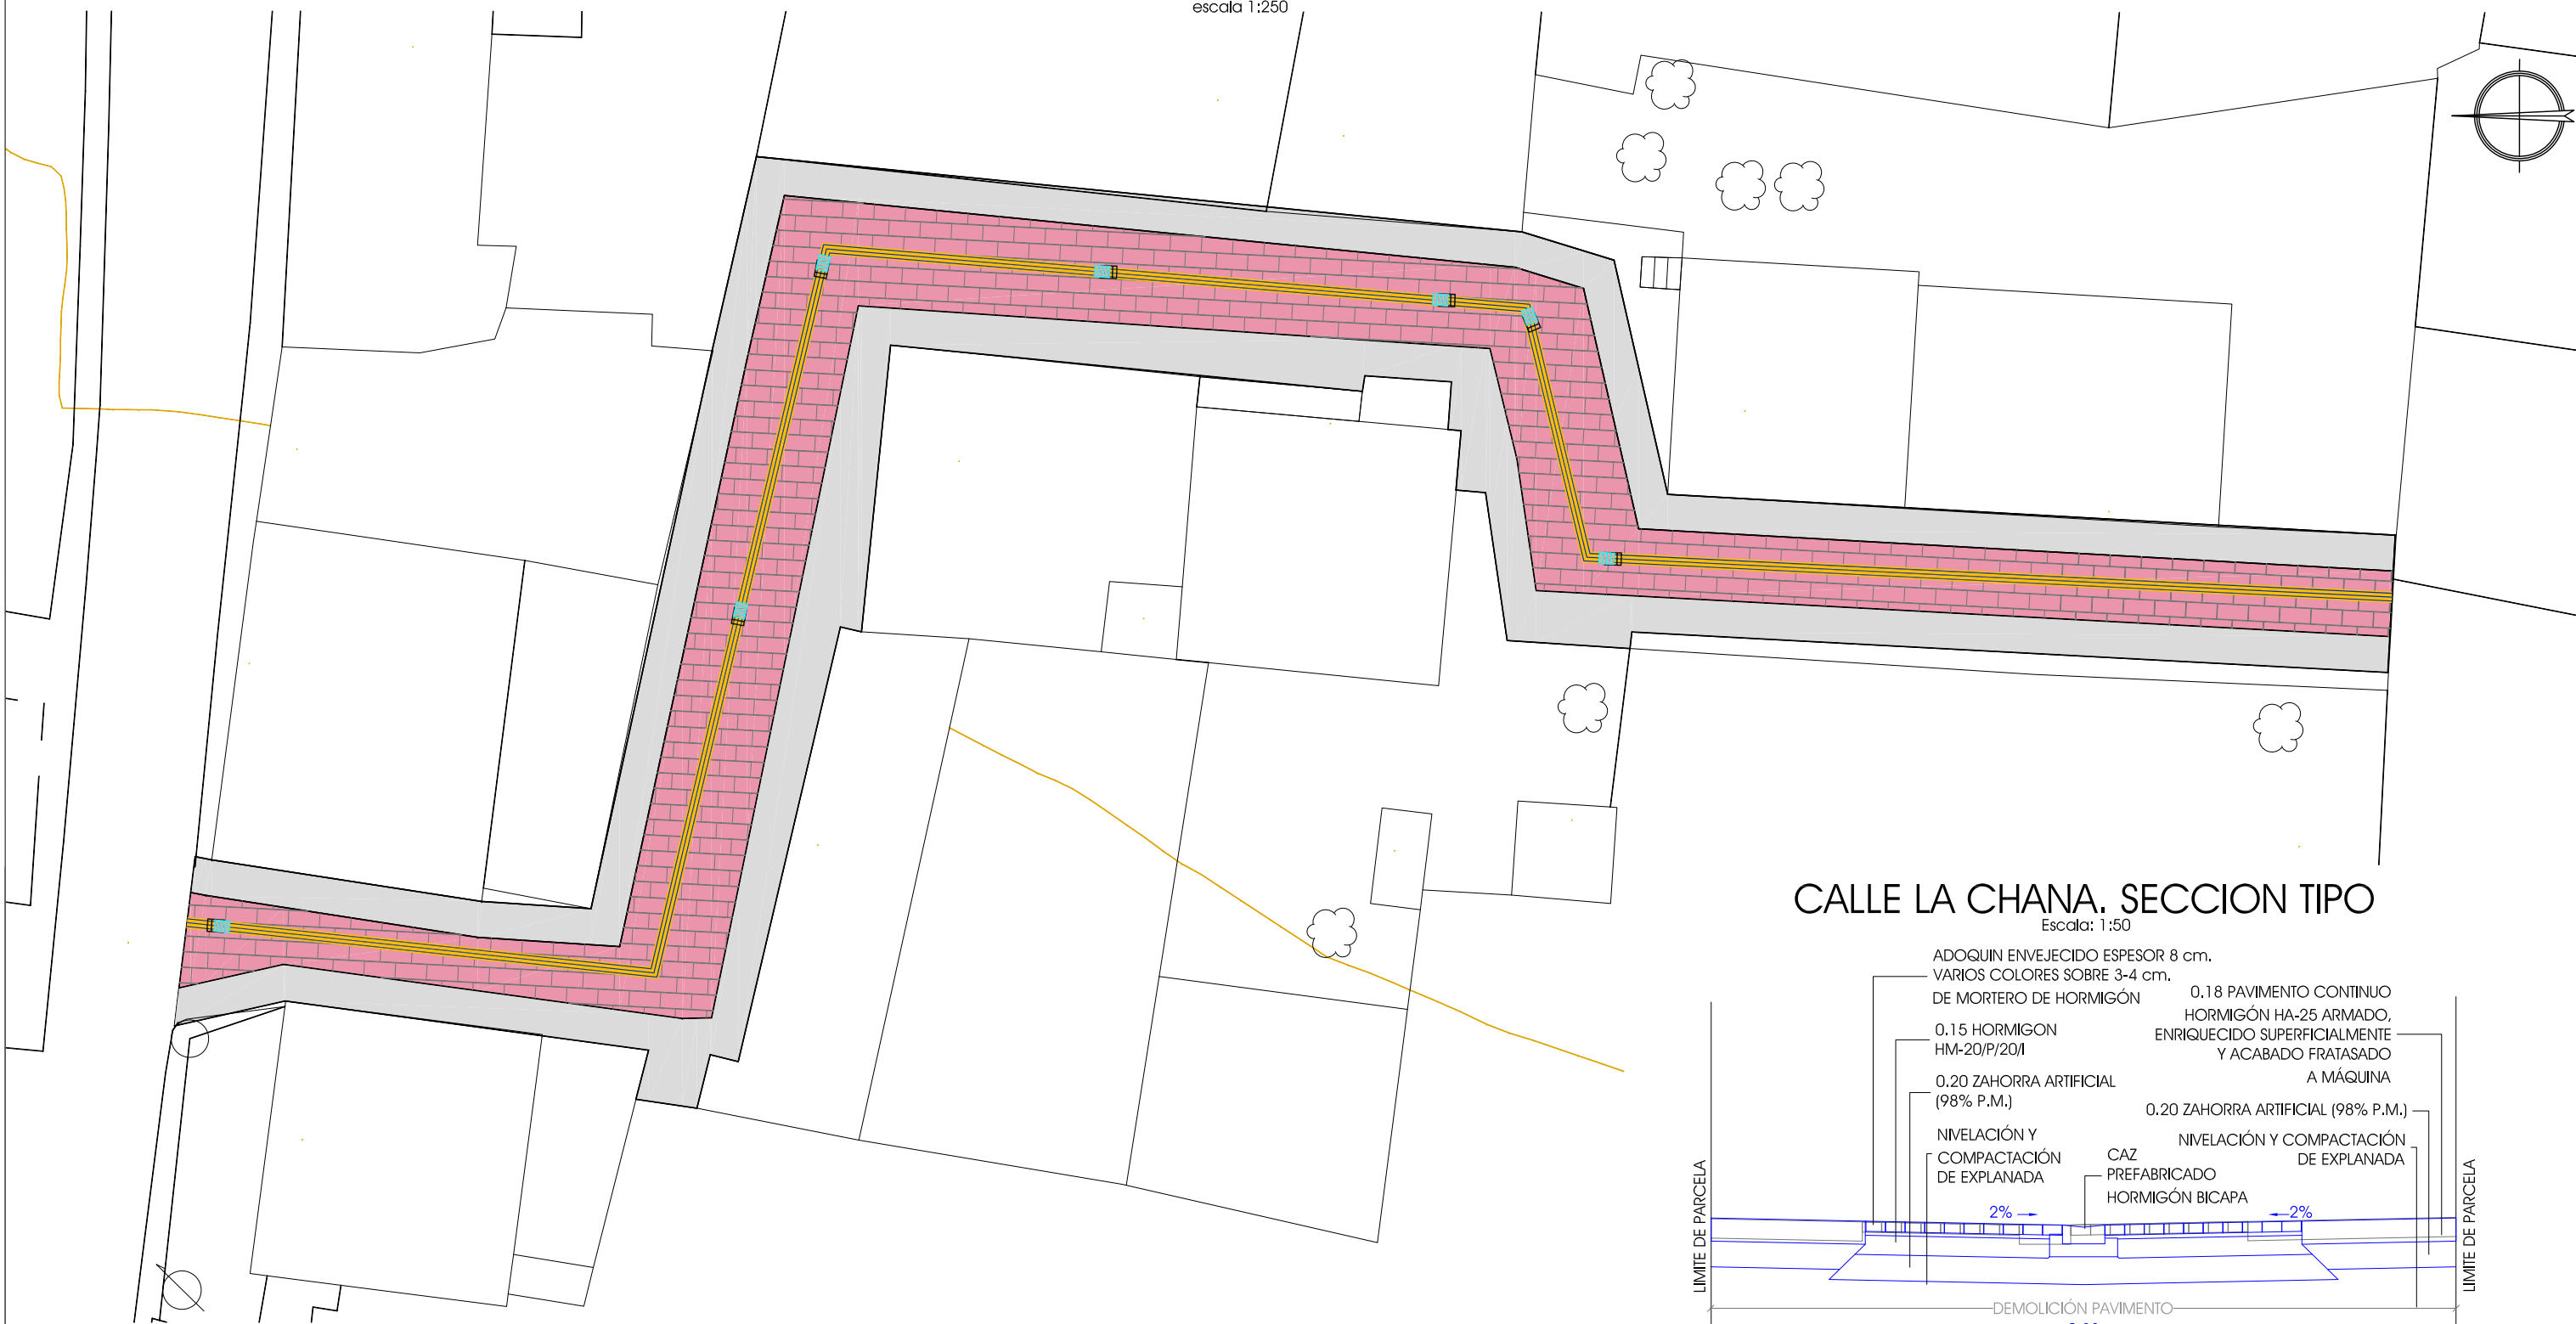 escala 1:250
CALLE LA CHANA. SECCION TIPO
Escala: 1:50
ADOQUIN ENVEJECIDO ESPESOR 8 cm.
VARIOS COLORES SOBRE 3-4 cm.
DE MORTERO DE HORMIGÓN
0.15 HORMIGON
HM-20/P/20/I
0.20 ZAHORRA ARTIFICIAL
(98% P.M.)
NIVELACIÓN Y
COMPACTACIÓN
DE EXPLANADA
0.18 PAVIMENTO CONTINUO
HORMIGÓN HA-25 ARMADO,
ENRIQUECIDO SUPERFICIALMENTE
Y ACABADO FRATASADO
A MÁQUINA
0.20 ZAHORRA ARTIFICIAL (98% P.M.)
NIVELACIÓN Y COMPACTACIÓN
DE EXPLANADA
CAZ
PREFABRICADO
HORMIGÓN BICAPA
2%
2%
LIMITE DE PARCELA
LIMITE DE PARCELA
DEMOLICIÓN PAVIMENTO